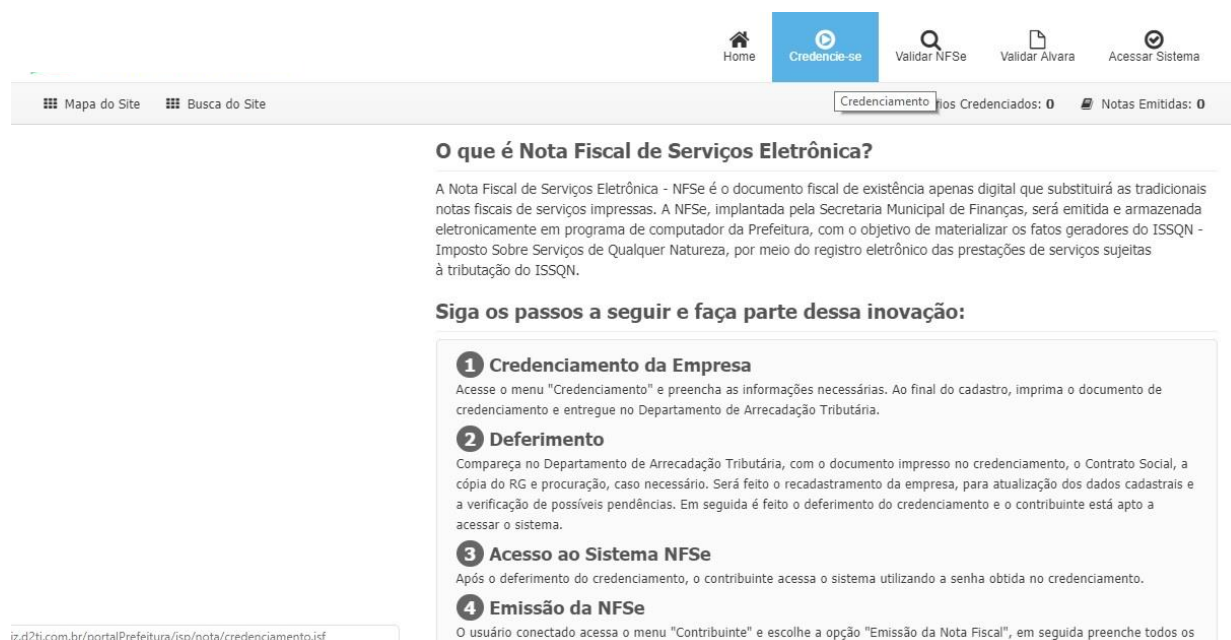 Home
Credencie-se
Validar NFSe
Validar Alvara
Acessar Sistema
Mapa do Site
Busca do Site
Credenciamento
Credenciados: 0
Notas Emitidas: 0
O que é Nota Fiscal de Serviços Eletrônica?
A Nota Fiscal de Serviços Eletrônica - NFSe é o documento fiscal de existência apenas digital que substituirá as tradicionais
notas fiscais de serviços impressas. A NFSe, implantada pela Secretaria Municipal de Finanças, será emitida e armazenada
eletronicamente em programa de computador da Prefeitura, com o objetivo de materializar os fatos geradores do ISSQN -
Imposto Sobre Serviços de Qualquer Natureza, por meio do registro eletrônico das prestações de serviços sujeitas
à tributação do ISSQN.
Siga os passos a seguir e faça parte dessa inovação:
1 Credenciamento da Empresa
Acesse o menu "Credenciamento" e preencha as informações necessárias. Ao final do cadastro, imprima o documento de
credenciamento e entregue no Departamento de Arrecadação Tributária.
2 Deferimento
Compareça no Departamento de Arrecadação Tributária, com o documento impresso no credenciamento, o Contrato Social, a
cópia do RG e procuração, caso necessário. Será feito o recadastramento da empresa, para atualização dos dados cadastrais e
a verificação de possíveis pendências. Em seguida é feito o deferimento do credenciamento e o contribuinte está apto a
acessar o sistema.
3 Acesso ao Sistema NFSe
Após o deferimento do credenciamento, o contribuinte acessa o sistema utilizando a senha obtida no credenciamento.
4 Emissão da NFSe
O usuário conectado acessa o menu "Contribuinte" e escolhe a opção "Emissão da Nota Fiscal", em seguida preenche todos os
iz.d2ti.com.br/portalPrefeitura/jsp/nota/credenciamento.jsf